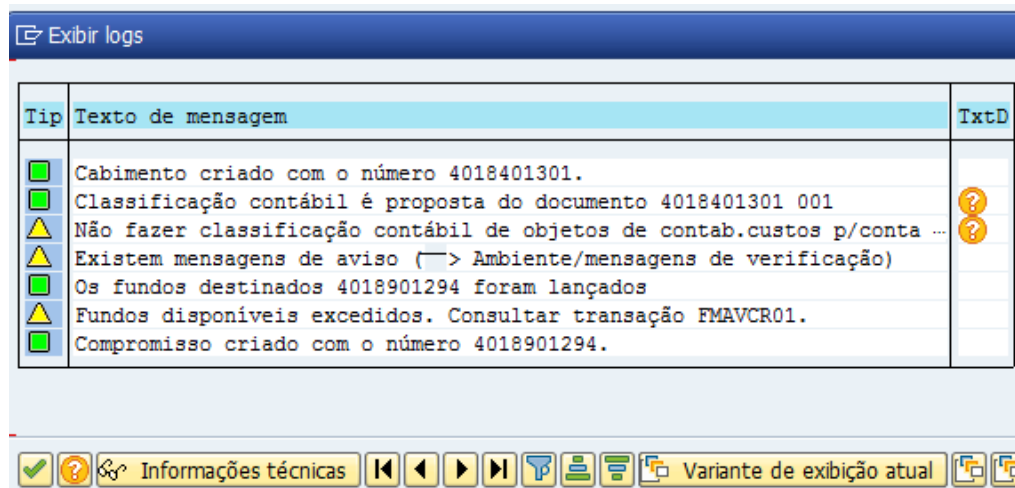 Exibir logs
Tip Texto de mensagem TxtD
Cabimento criado com o número 4018401301.
Classificação contábil é proposta do documento 4018401301 001
Não fazer classificação contábil de objetos de contab.custos p/conta ...
Existem mensagens de aviso (—> Ambiente/mensagens de verificação)
Os fundos destinados 4018901294 foram lançados
Fundos disponíveis excedidos. Consultar transação FMAVCR01.
Compromisso criado com o número 4018901294.
Informações técnicas Variante de exibição atual